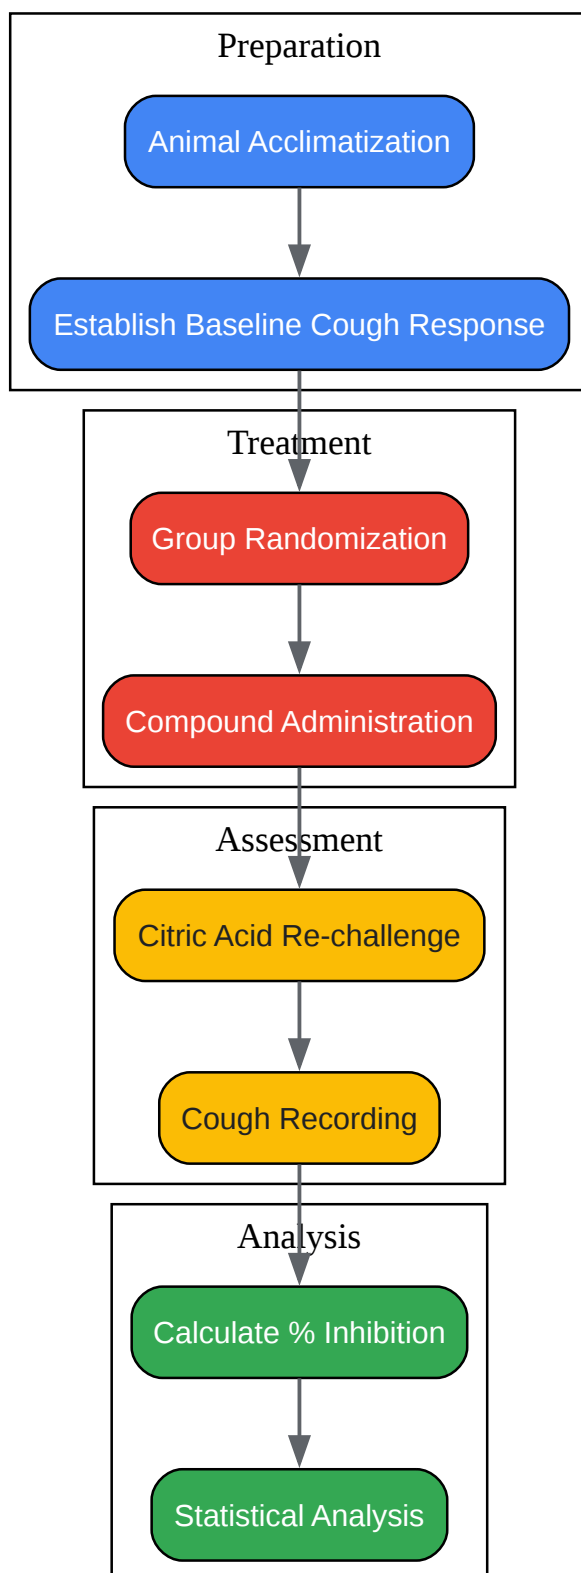 Preparation
Animal Acclimatization
Establish Baseline Cough Response
Treatment
Group Randomization
Compound Administration
Assessment
Citric Acid Re-challenge
Cough Recording
Analysis
Calculate % Inhibition
Statistical Analysis